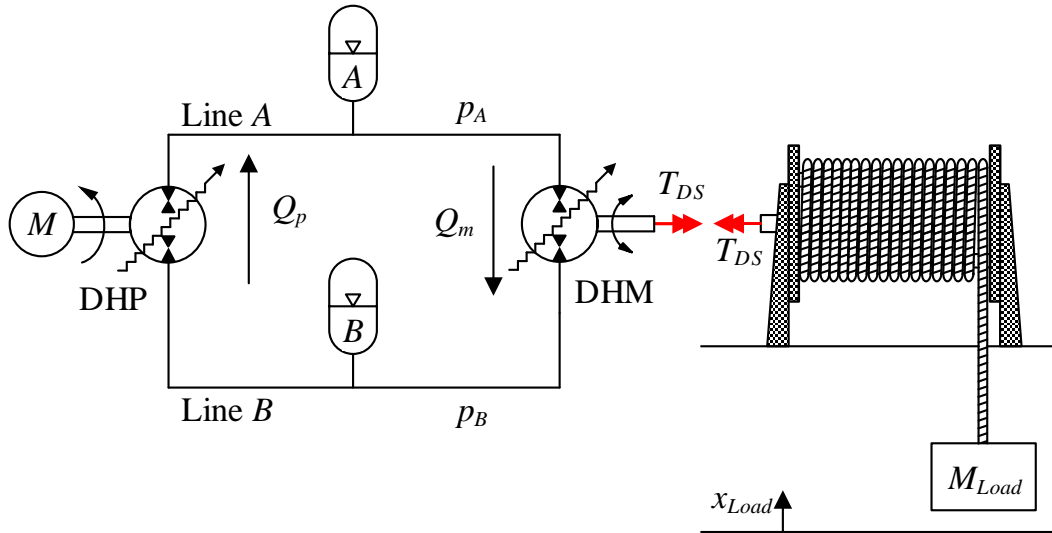 A
Line A
p_A
M
Q_p
Q_m
T_DS
T_DS
DHP
DHM
B
Line B
p_B
M_Load
x_Load